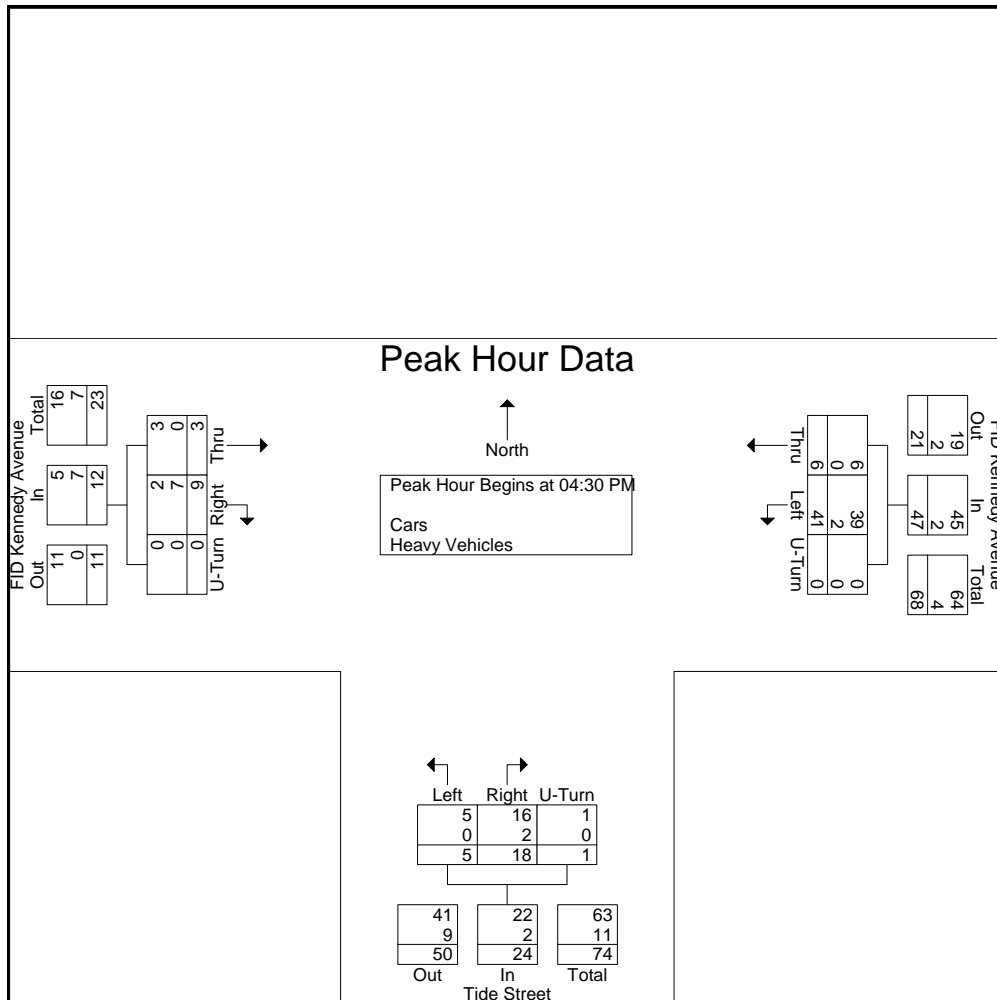 Peak Hour Data
North
Peak Hour Begins at 04:30 PM
Cars
Heavy Vehicles
FID Kennedy Avenue
Total
16 7 23
In
5 7 12
Out
11 0 11
Thru
3 0 3
Right
2 7 9
U-Turn
0 0 0
FID Kennedy Avenue
Out
19 2 21
In
45 2 47
Total
64 4 68
Thru
6 0 6
Left
39 2 41
U-Turn
0 0 0
Left Right U-Turn
5 16 1
0 2 0
5 18 1
41 22 63
9 2 11
50 24 74
Out In Total
Tide Street